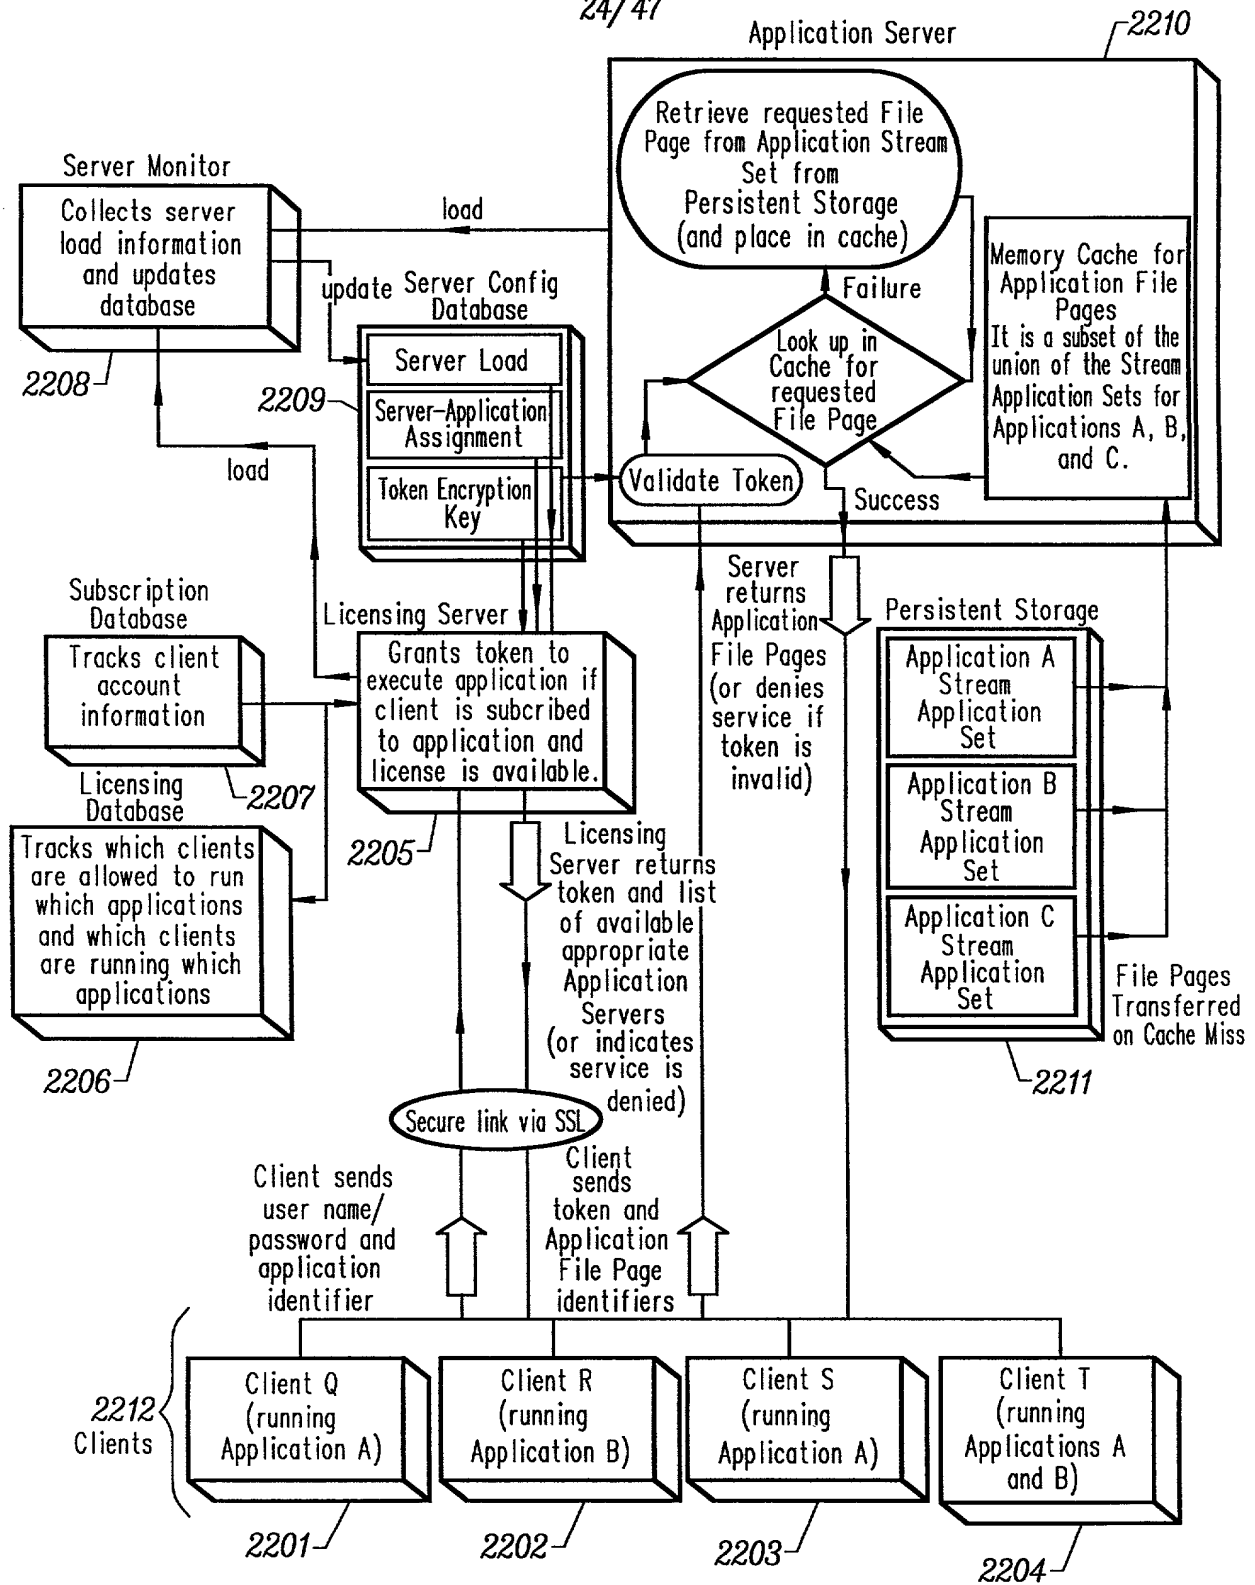 24/47
Application Server
2210
Retrieve requested File
Page from Application Stream
Set from
Persistent Storage
(and place in cache)
Server Monitor
Collects server
load information
and updates
database
2208
load
update
load
Server Config
Database
Server Load
Server-Application
Assignment
Token Encryption
Key
2209
Failure
Look up in
Cache for
requested
File Page
Validate Token
Success
Memory Cache for
Application File
Pages
It is a subset of the
union of the Stream
Application Sets for
Applications A, B,
and C.
Subscription
Database
Tracks client
account
information
2207
Licensing
Database
Tracks which clients
are allowed to run
which applications
and which clients
are running which
applications
2206
Licensing Server
Grants token to
execute application if
client is subcribed
to application and
license is available.
2205
Server
returns
Application
File Pages
(or denies
service if
token is
invalid)
Persistent Storage
Application A
Stream
Application
Set
Application B
Stream
Application
Set
Application C
Stream
Application
Set
2211
File Pages
Transferred
on Cache Miss
Licensing
Server returns
token and list
of available
appropriate
Application
Servers
(or indicates
service is
denied)
Secure link via SSL
Client sends
user name/
password and
application
identifier
Client
sends
token and
Application
File Page
identifiers
2212
Clients
Client Q
(running
Application A)
2201
Client R
(running
Application B)
2202
Client S
(running
Application A)
2203
Client T
(running
Applications A
and B)
2204